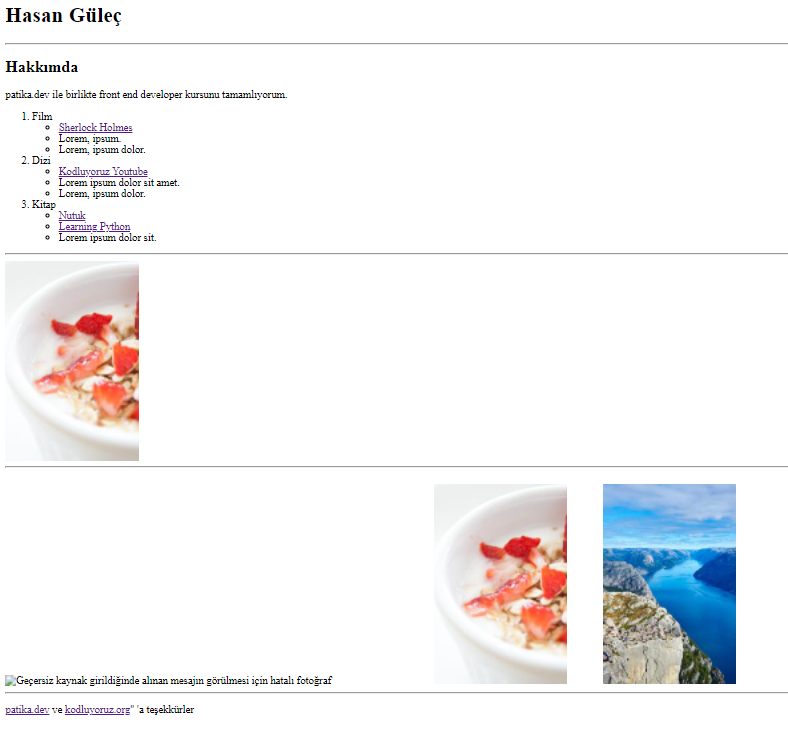 Hasan Güleç
Hakkımda
patika.dev ile birlikte front end developer kursunu tamamlıyorum.
1. Film
Sherlock Holmes
Lorem, ipsum.
Lorem, ipsum dolor.
2. Dizi
Kodluyoruz Youtube
Lorem ipsum dolor sit amet.
Lorem, ipsum dolor.
3. Kitap
Nutuk
Learning Python
Lorem ipsum dolor sit.
Geçersiz kaynak girildiğinde alınan mesajın görülmesi için hatalı fotoğraf
patika.dev ve kodluyoruz.org" 'a teşekkürler